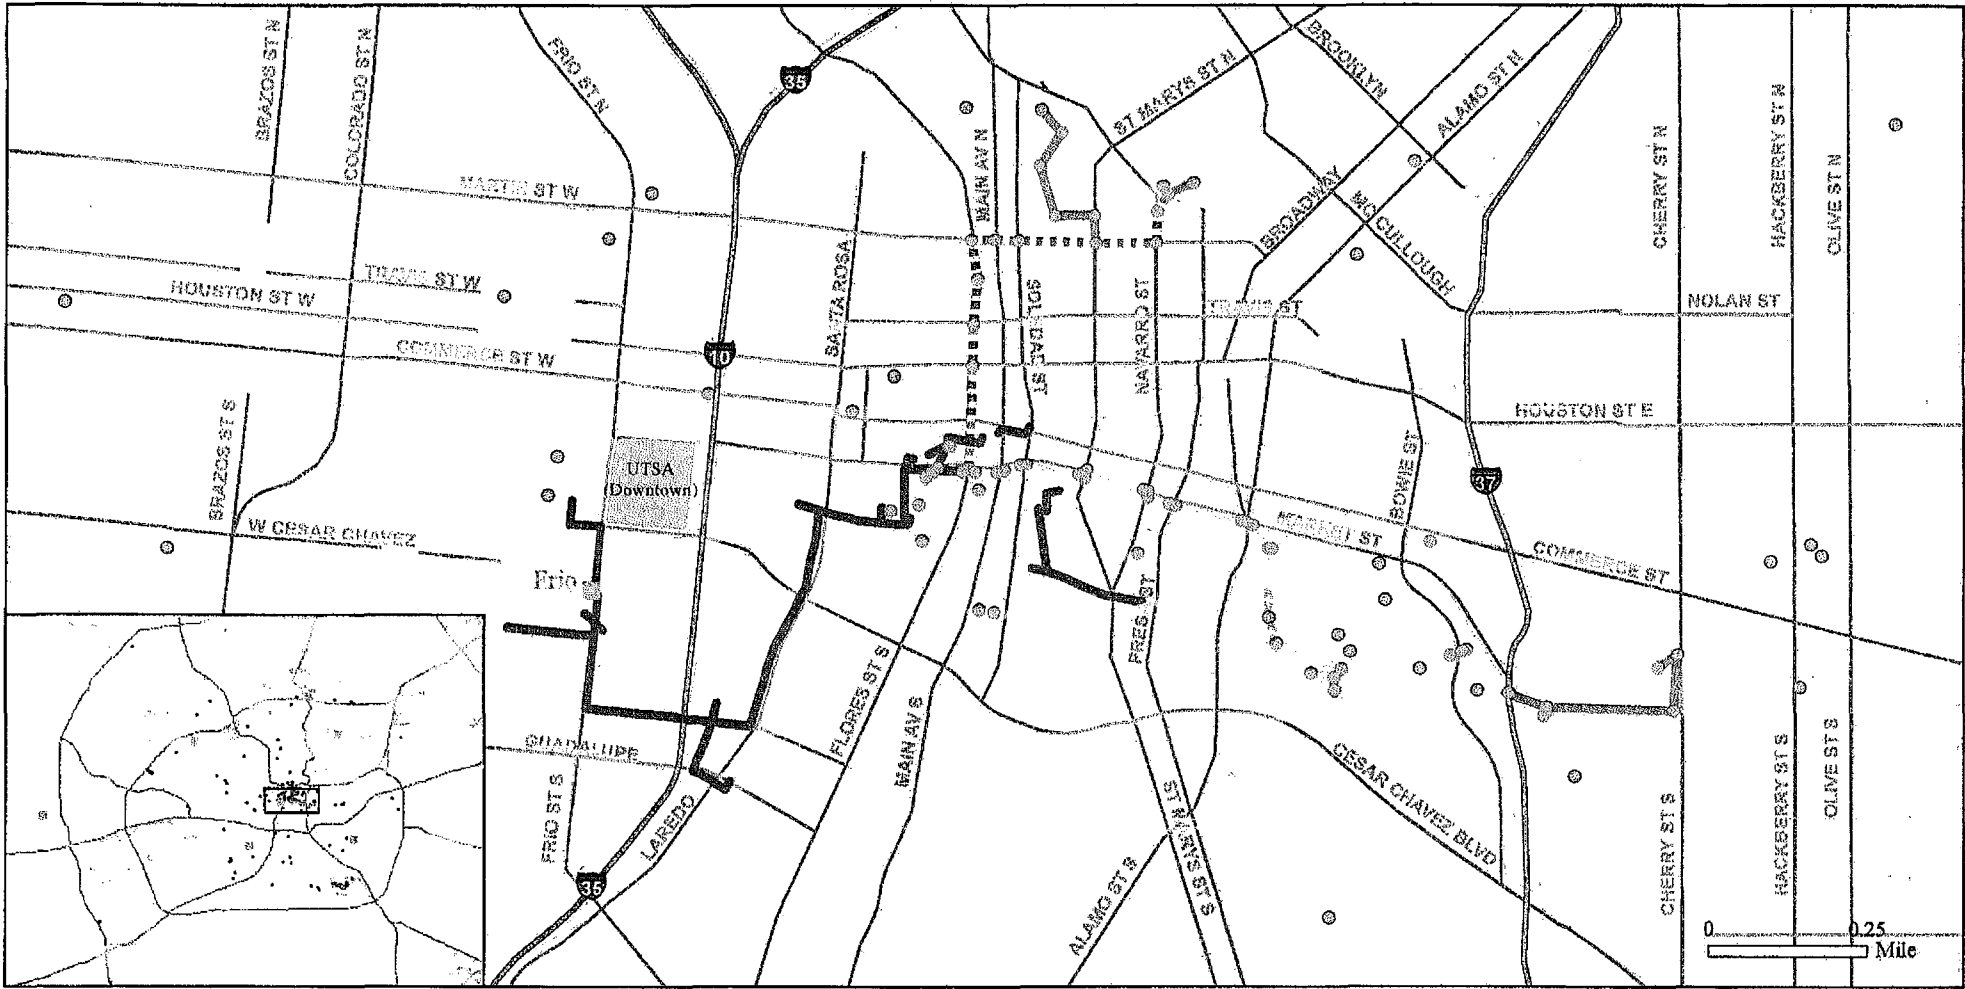 BRAZOS ST N
COLORADO ST N
FRIO ST N
35
MAIN AV N
ST MARYS ST N
BROOKLYN
ALAMO ST N
CHERRY ST N
HACKBERRY ST N
OLIVE ST N
MARTIN ST W
BROADWAY
MC CULLOUGH
SANTA ROSA
TRAVIS ST W
HOUSTON ST W
SOLEDAD ST
NAVARRO ST
TRAVIS ST
NOLAN ST
COMMERCE ST W
10
HOUSTON ST E
BRAZOS ST S
UTSA
(Downtown)
BOWIE ST
37
W CESAR CHAVEZ
MARKET ST
COMMERCE ST
Frio
PRESA ST
FLORES ST S
MAIN AV S
GUADALUPE
FRIO ST S
LAREDO
35
ALAMO ST S
ST MARYS ST S
CESAR CHAVEZ BLVD
CHERRY ST S
HACKBERRY ST S
OLIVE ST S
0 0.25
Mile